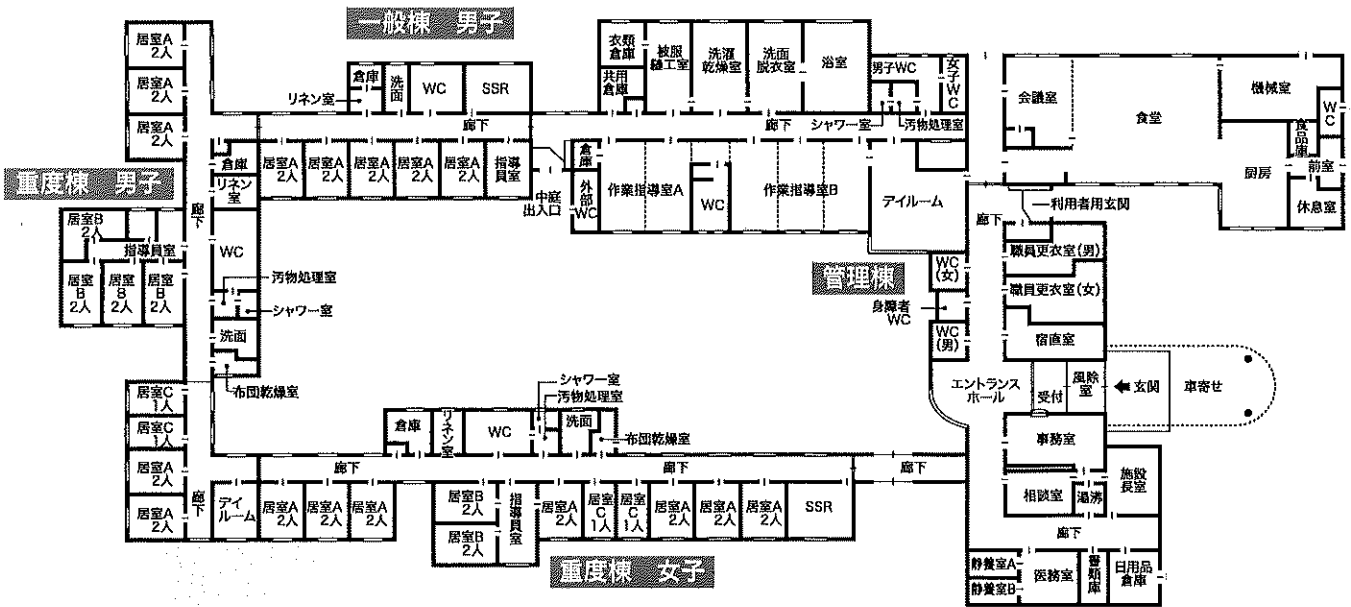 一般棟 男子
居室A
2人
居室A
2人
居室A
2人
倉庫
リネン室
洗面
WC
SSR
廊下
居室A
2人
居室A
2人
居室A
2人
居室A
2人
居室A
2人
指導
員室
中庭
出入口
衣類
倉庫
共用
倉庫
被服
縫工室
洗濯
乾燥室
洗面
脱衣室
浴室
男子WC
女子WC
シャワー室
汚物処理室
廊下
倉庫
外部
WC
作業指導室A
WC
作業指導室B
デイルーム
会議室
食堂
機械室
WC
食品庫
前室
厨房
休息室
利用者用玄関
廊下
重度棟 男子
倉庫
リネン
室
廊下
居室B
2人
指導員室
居室B
2人
居室B
2人
居室B
2人
WC
汚物処理室
シャワー室
洗面
布団乾燥室
管理棟
WC
(女)
身障者
WC
WC
(男)
職員更衣室(男)
職員更衣室(女)
宿直室
エントランス
ホール
受付
風除
室
玄関
車寄せ
事務室
相談室
湯沸
施設
長室
廊下
静養室A
静養室B
医務室
書類庫
日用品
倉庫
居室C
1人
居室C
1人
居室A
2人
居室A
2人
廊下
デイ
ルーム
倉庫
リネン室
WC
シャワー室
汚物処理室
洗面
布団乾燥室
廊下
廊下
廊下
居室A
2人
居室A
2人
居室A
2人
居室B
2人
居室B
2人
指導員室
居室A
2人
居室C
1人
居室C
1人
居室A
2人
居室A
2人
居室A
2人
SSR
重度棟 女子